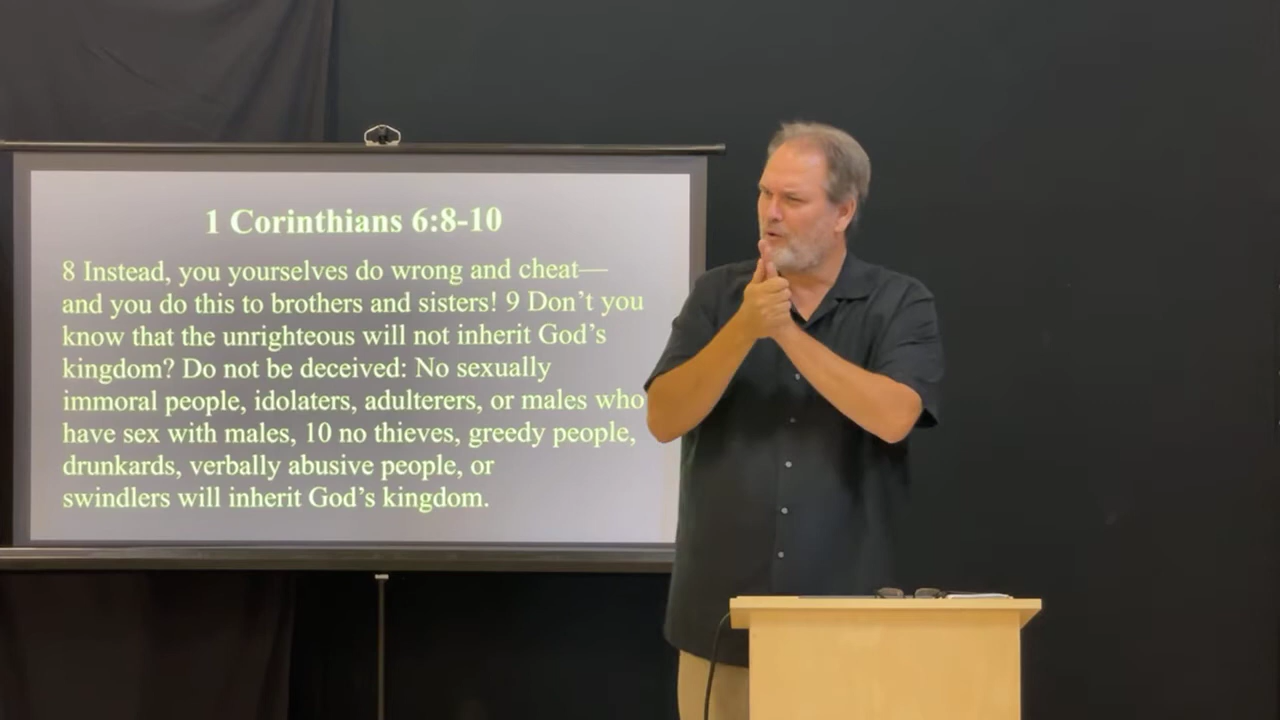 1 Corinthians 6:8-10
8 Instead, you yourselves do wrong and cheat—
and you do this to brothers and sisters! 9 Don’t you
know that the unrighteous will not inherit God’s
kingdom? Do not be deceived: No sexually
immoral people, idolaters, adulterers, or males who
have sex with males, 10 no thieves, greedy people,
drunkards, verbally abusive people, or
swindlers will inherit God’s kingdom.